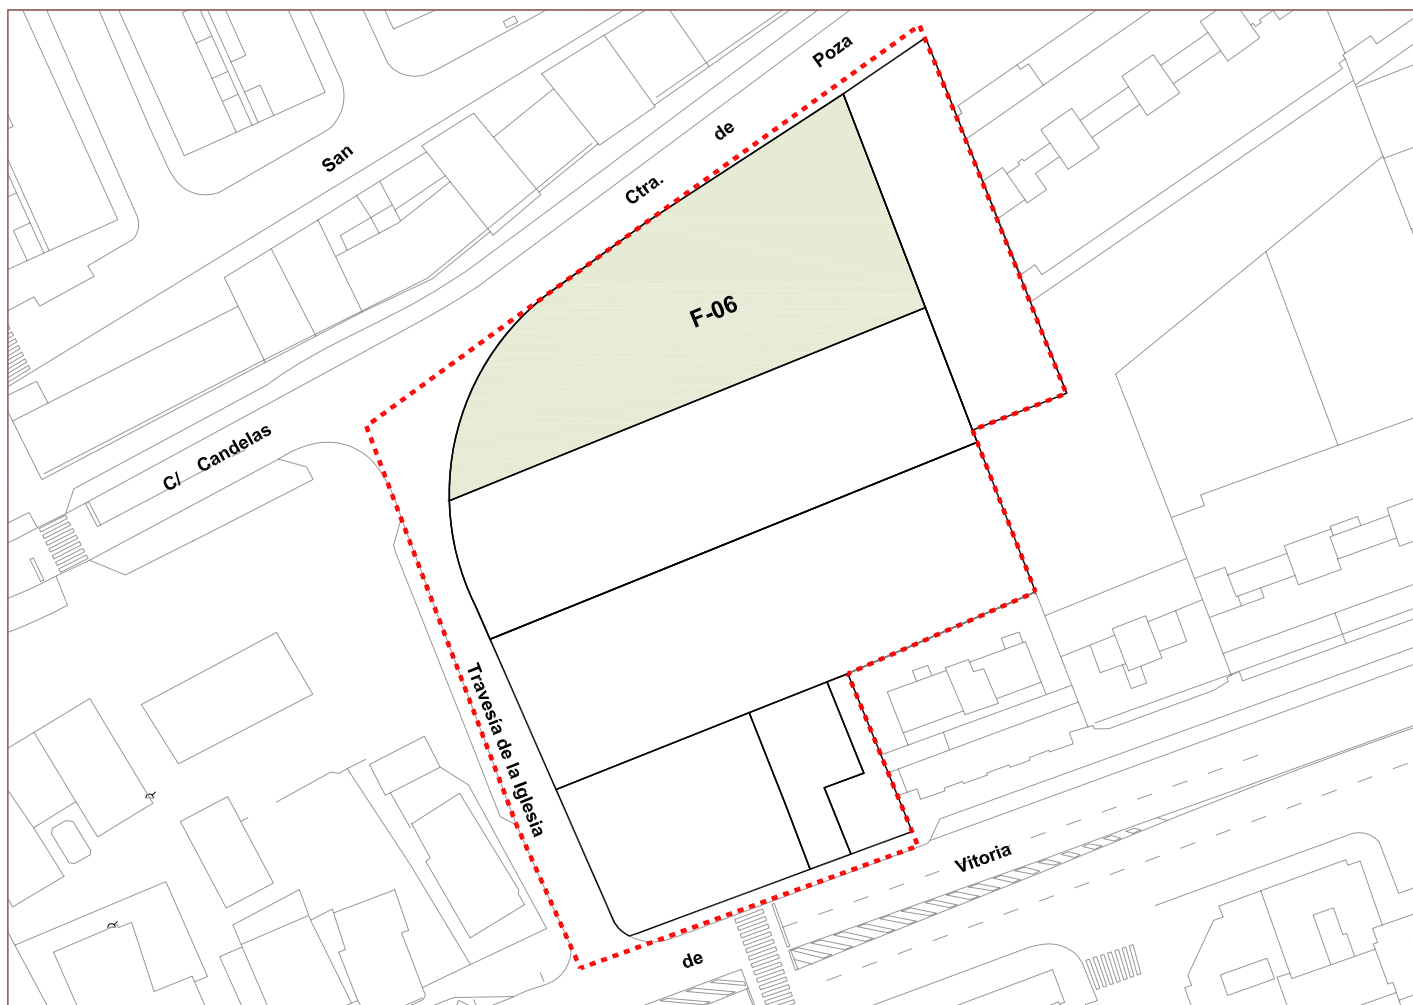 Poza
de
San
Ctra.
F-06
C/ Candelas
Travesía de la Iglesia
Vitoria
de